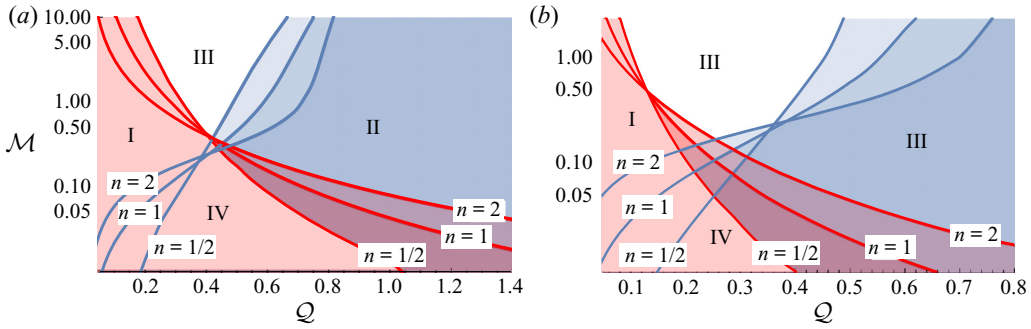 (a)
10.00
5.00
1.00
0.50
0.10
0.05
ℳ
III
I
II
IV
n = 2
n = 1
n = 1/2
n = 2
n = 1
n = 1/2
0.2 0.4 0.6 0.8 1.0 1.2 1.4
𝒬
(b)
1.00
0.50
0.10
0.05
III
I
III
IV
n = 2
n = 1
n = 1/2
n = 2
n = 1
n = 1/2
0.1 0.2 0.3 0.4 0.5 0.6 0.7 0.8
𝒬